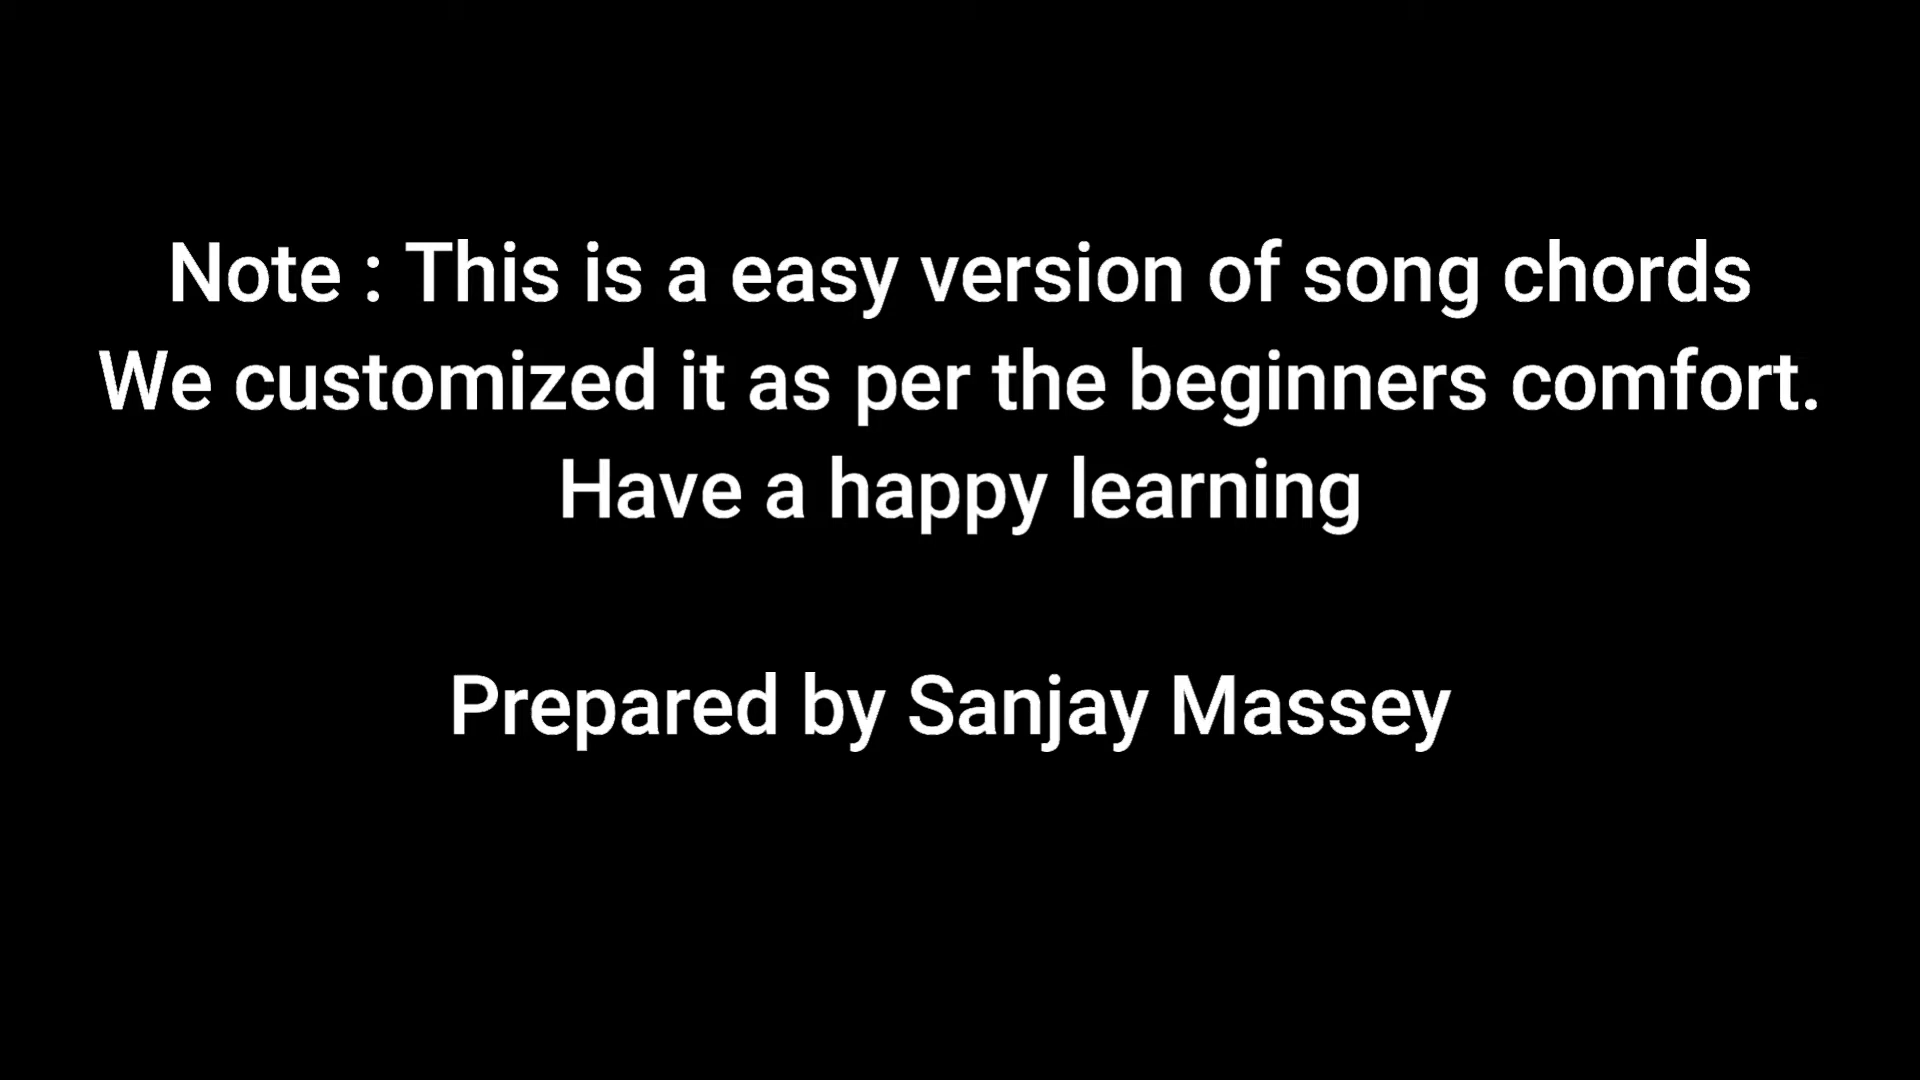 Note : This is a easy version of song chords
We customized it as per the beginners comfort.
Have a happy learning
Prepared by Sanjay Massey